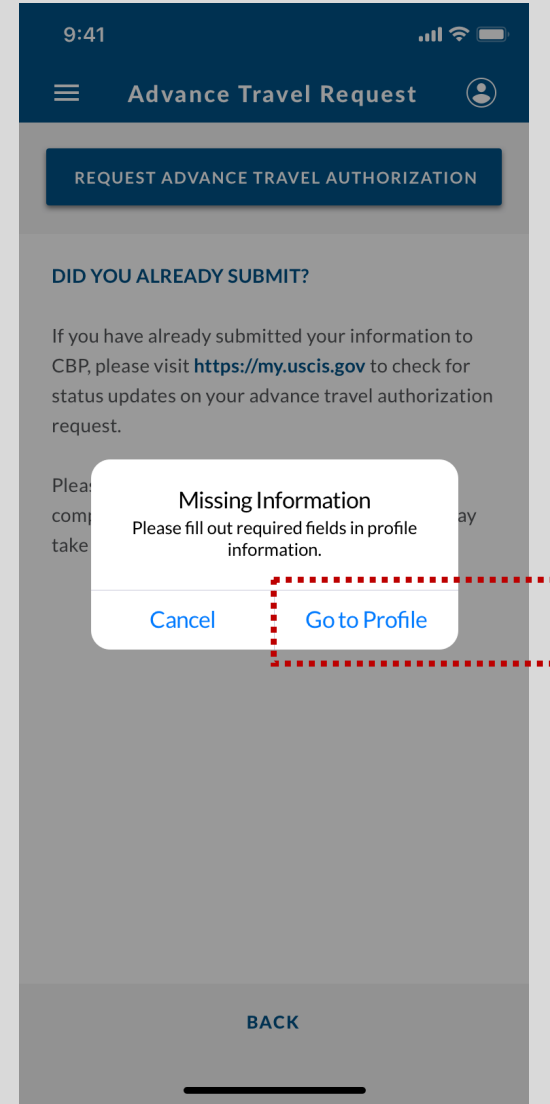 9:41
Advance Travel Request
REQUEST ADVANCE TRAVEL AUTHORIZATION
DID YOU ALREADY SUBMIT?
If you have already submitted your information to
CBP, please visit https://my.uscis.gov to check for
status updates on your advance travel authorization
request.
Missing Information
Please fill out required fields in profile
information.
take
Cancel
Go to Profile
BACK